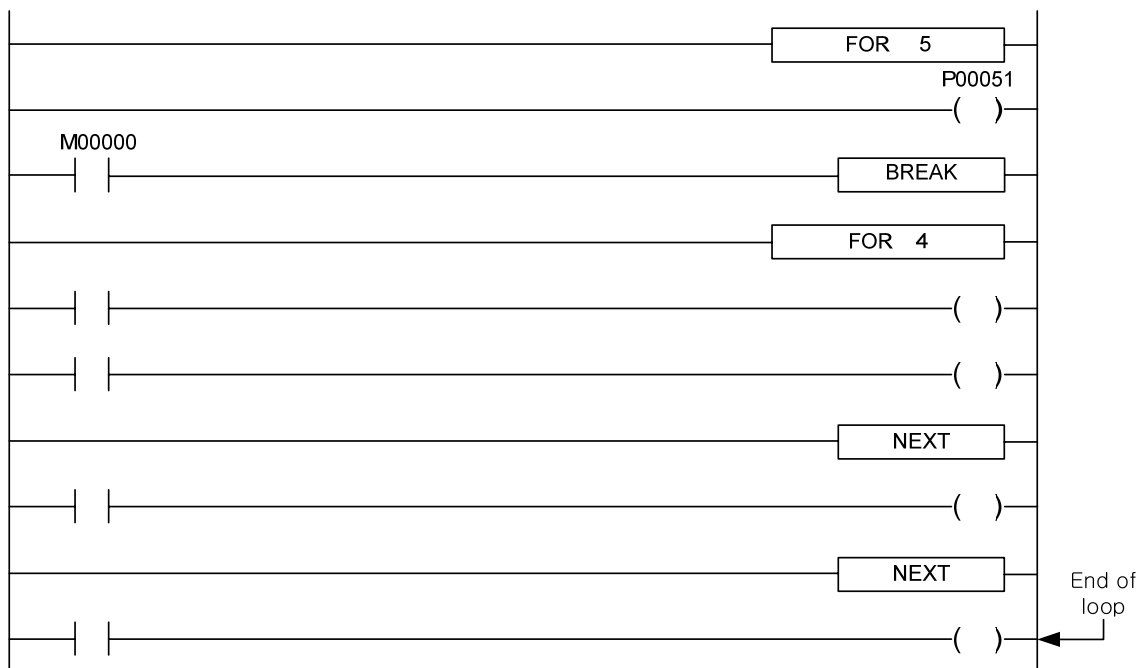 FOR 5
P00051
M00000
BREAK
FOR 4
NEXT
NEXT
End of
loop